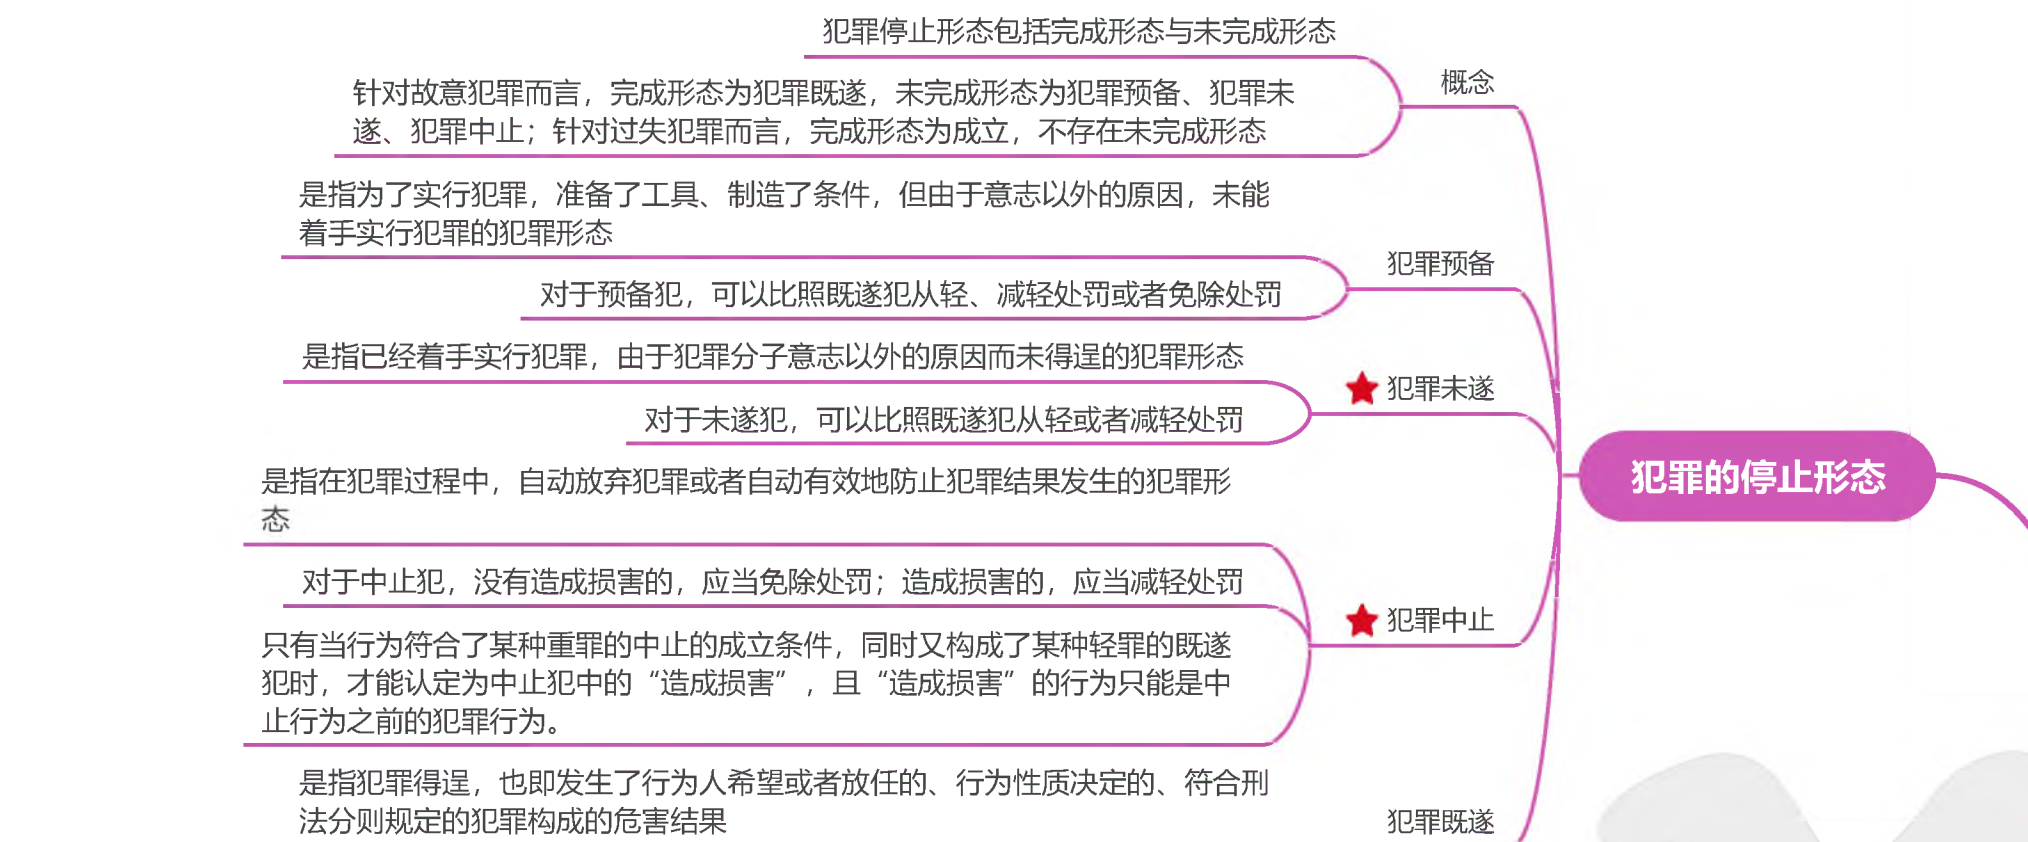 犯罪停止形态包括完成形态与未完成形态
概念
针对故意犯罪而言，完成形态为犯罪既遂，未完成形态为犯罪预备、犯罪未
遂、犯罪中止；针对过失犯罪而言，完成形态为成立，不存在未完成形态
是指为了实行犯罪，准备了工具、制造了条件，但由于意志以外的原因，未能
着手实行犯罪的犯罪形态
犯罪预备
对于预备犯，可以比照既遂犯从轻、减轻处罚或者免除处罚
是指已经着手实行犯罪，由于犯罪分子意志以外的原因而未得逞的犯罪形态
犯罪未遂
对于未遂犯，可以比照既遂犯从轻或者减轻处罚
犯罪的停止形态
是指在犯罪过程中，自动放弃犯罪或者自动有效地防止犯罪结果发生的犯罪形
态
对于中止犯，没有造成损害的，应当免除处罚；造成损害的，应当减轻处罚
犯罪中止
只有当行为符合了某种重罪的中止的成立条件，同时又构成了某种轻罪的既遂
犯时，才能认定为中止犯中的“造成损害”，且“造成损害”的行为只能是中
止行为之前的犯罪行为。
是指犯罪得逞，也即发生了行为人希望或者放任的、行为性质决定的、符合刑
法分则规定的犯罪构成的危害结果
犯罪既遂